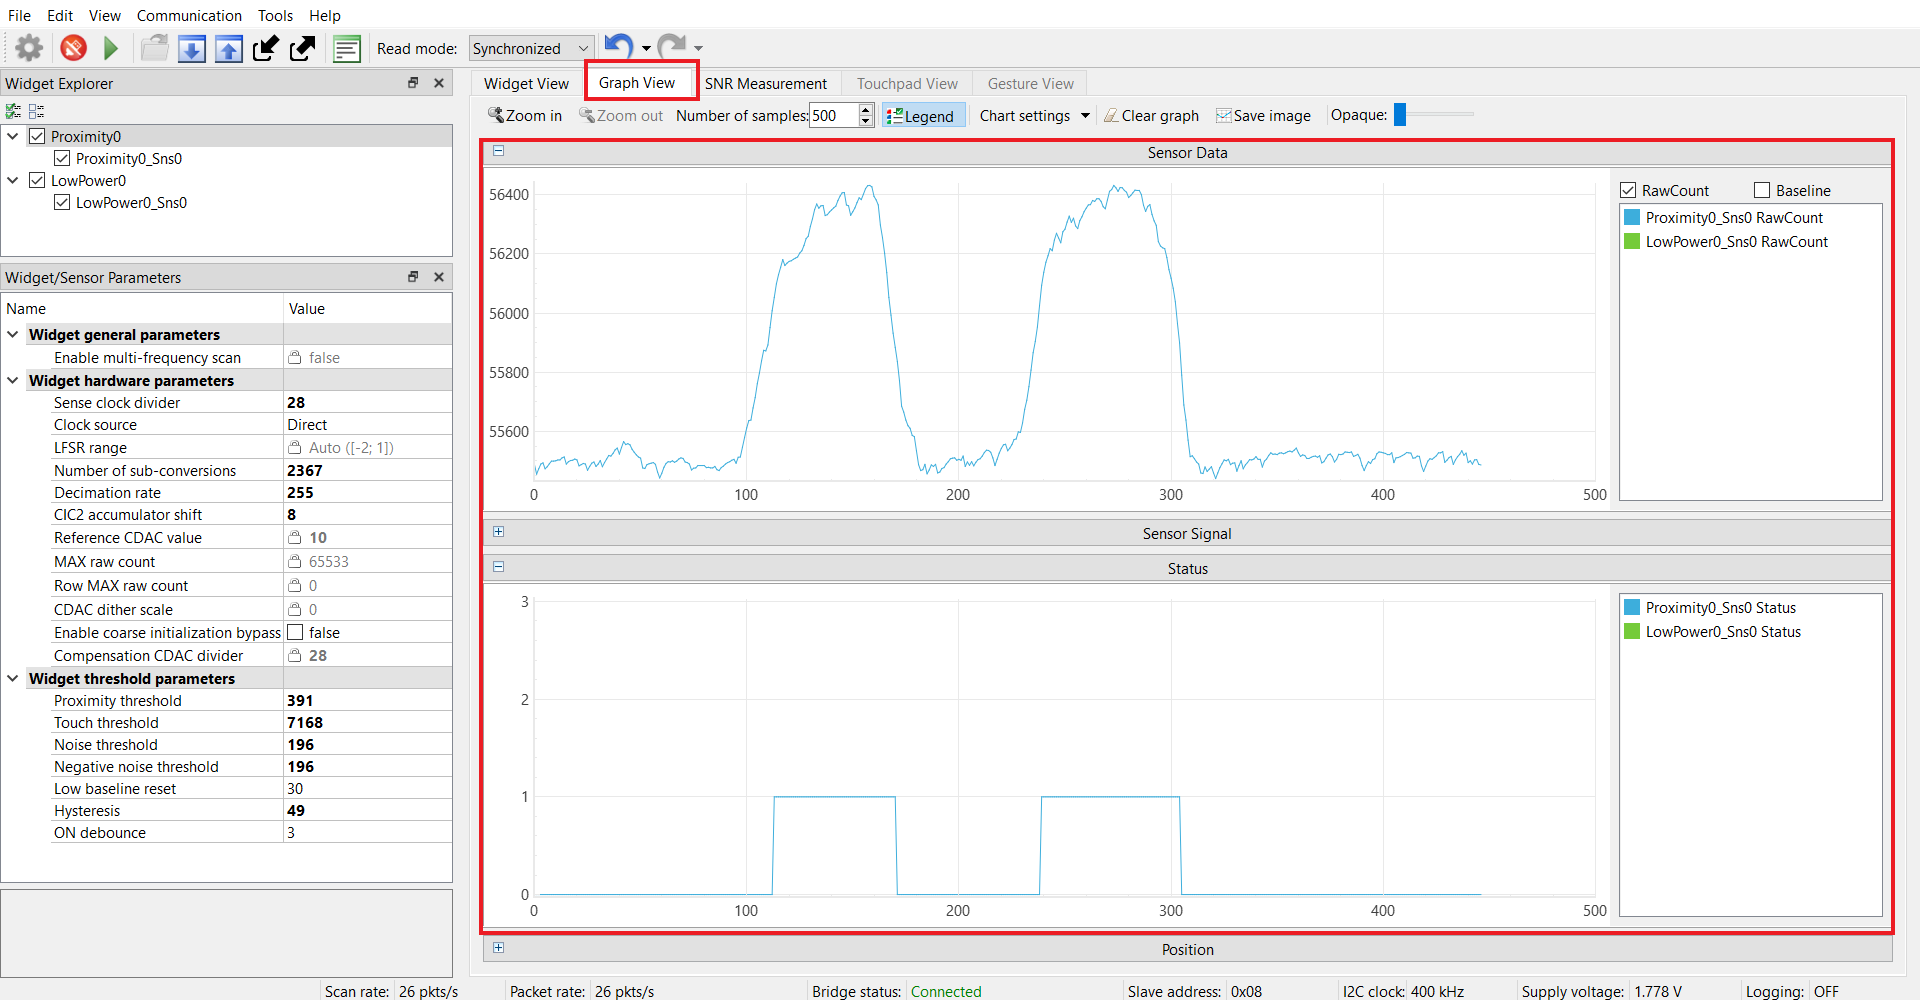 File Edit View Communication Tools Help
Read mode: Synchronized
Widget Explorer
Proximity0
Proximity0_Sns0
LowPower0
LowPower0_Sns0
Widget/Sensor Parameters
Name Value
Widget general parameters
Enable multi-frequency scan false
Widget hardware parameters
Sense clock divider 28
Clock source Direct
LFSR range Auto ([-2; 1])
Number of sub-conversions 2367
Decimation rate 255
CIC2 accumulator shift 8
Reference CDAC value 10
MAX raw count 65533
Row MAX raw count 0
CDAC dither scale 0
Enable coarse initialization bypass false
Compensation CDAC divider 28
Widget threshold parameters
Proximity threshold 391
Touch threshold 7168
Noise threshold 196
Negative noise threshold 196
Low baseline reset 30
Hysteresis 49
ON debounce 3
Widget View Graph View SNR Measurement Touchpad View Gesture View
Zoom in Zoom out Number of samples: 500 Legend Chart settings Clear graph Save image Opaque:
Sensor Data
56400
56200
56000
55800
55600
0 100 200 300 400 500
RawCount Baseline
Proximity0_Sns0 RawCount
LowPower0_Sns0 RawCount
Sensor Signal
Status
3
2
1
0
0 100 200 300 400 500
Proximity0_Sns0 Status
LowPower0_Sns0 Status
Position
Scan rate: 26 pkts/s Packet rate: 26 pkts/s Bridge status: Connected Slave address: 0x08 I2C clock: 400 kHz Supply voltage: 1.778 V Logging: OFF